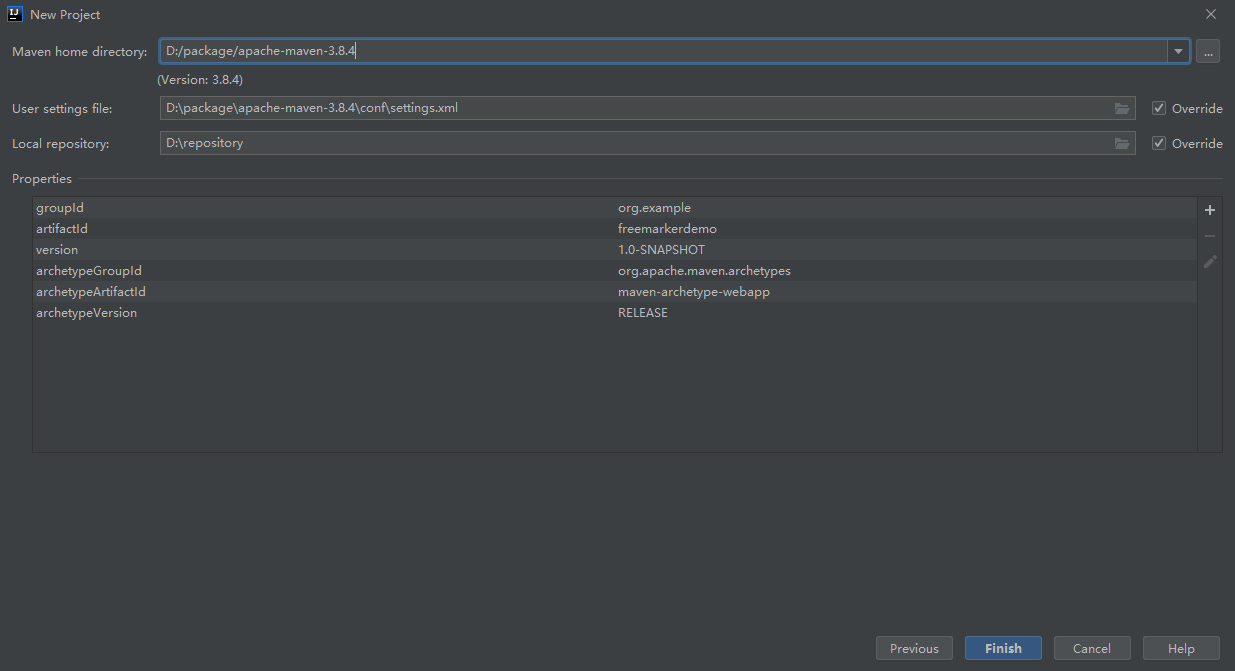 IJ New Project
Maven home directory: D:/package/apache-maven-3.8.4 ...
(Version: 3.8.4)
User settings file: D:\package\apache-maven-3.8.4\conf\settings.xml Override
Local repository: D:\repository Override
Properties
groupId org.example
artifactId freemarkerdemo
version 1.0-SNAPSHOT
archetypeGroupId org.apache.maven.archetypes
archetypeArtifactId maven-archetype-webapp
archetypeVersion RELEASE
Previous Finish Cancel Help